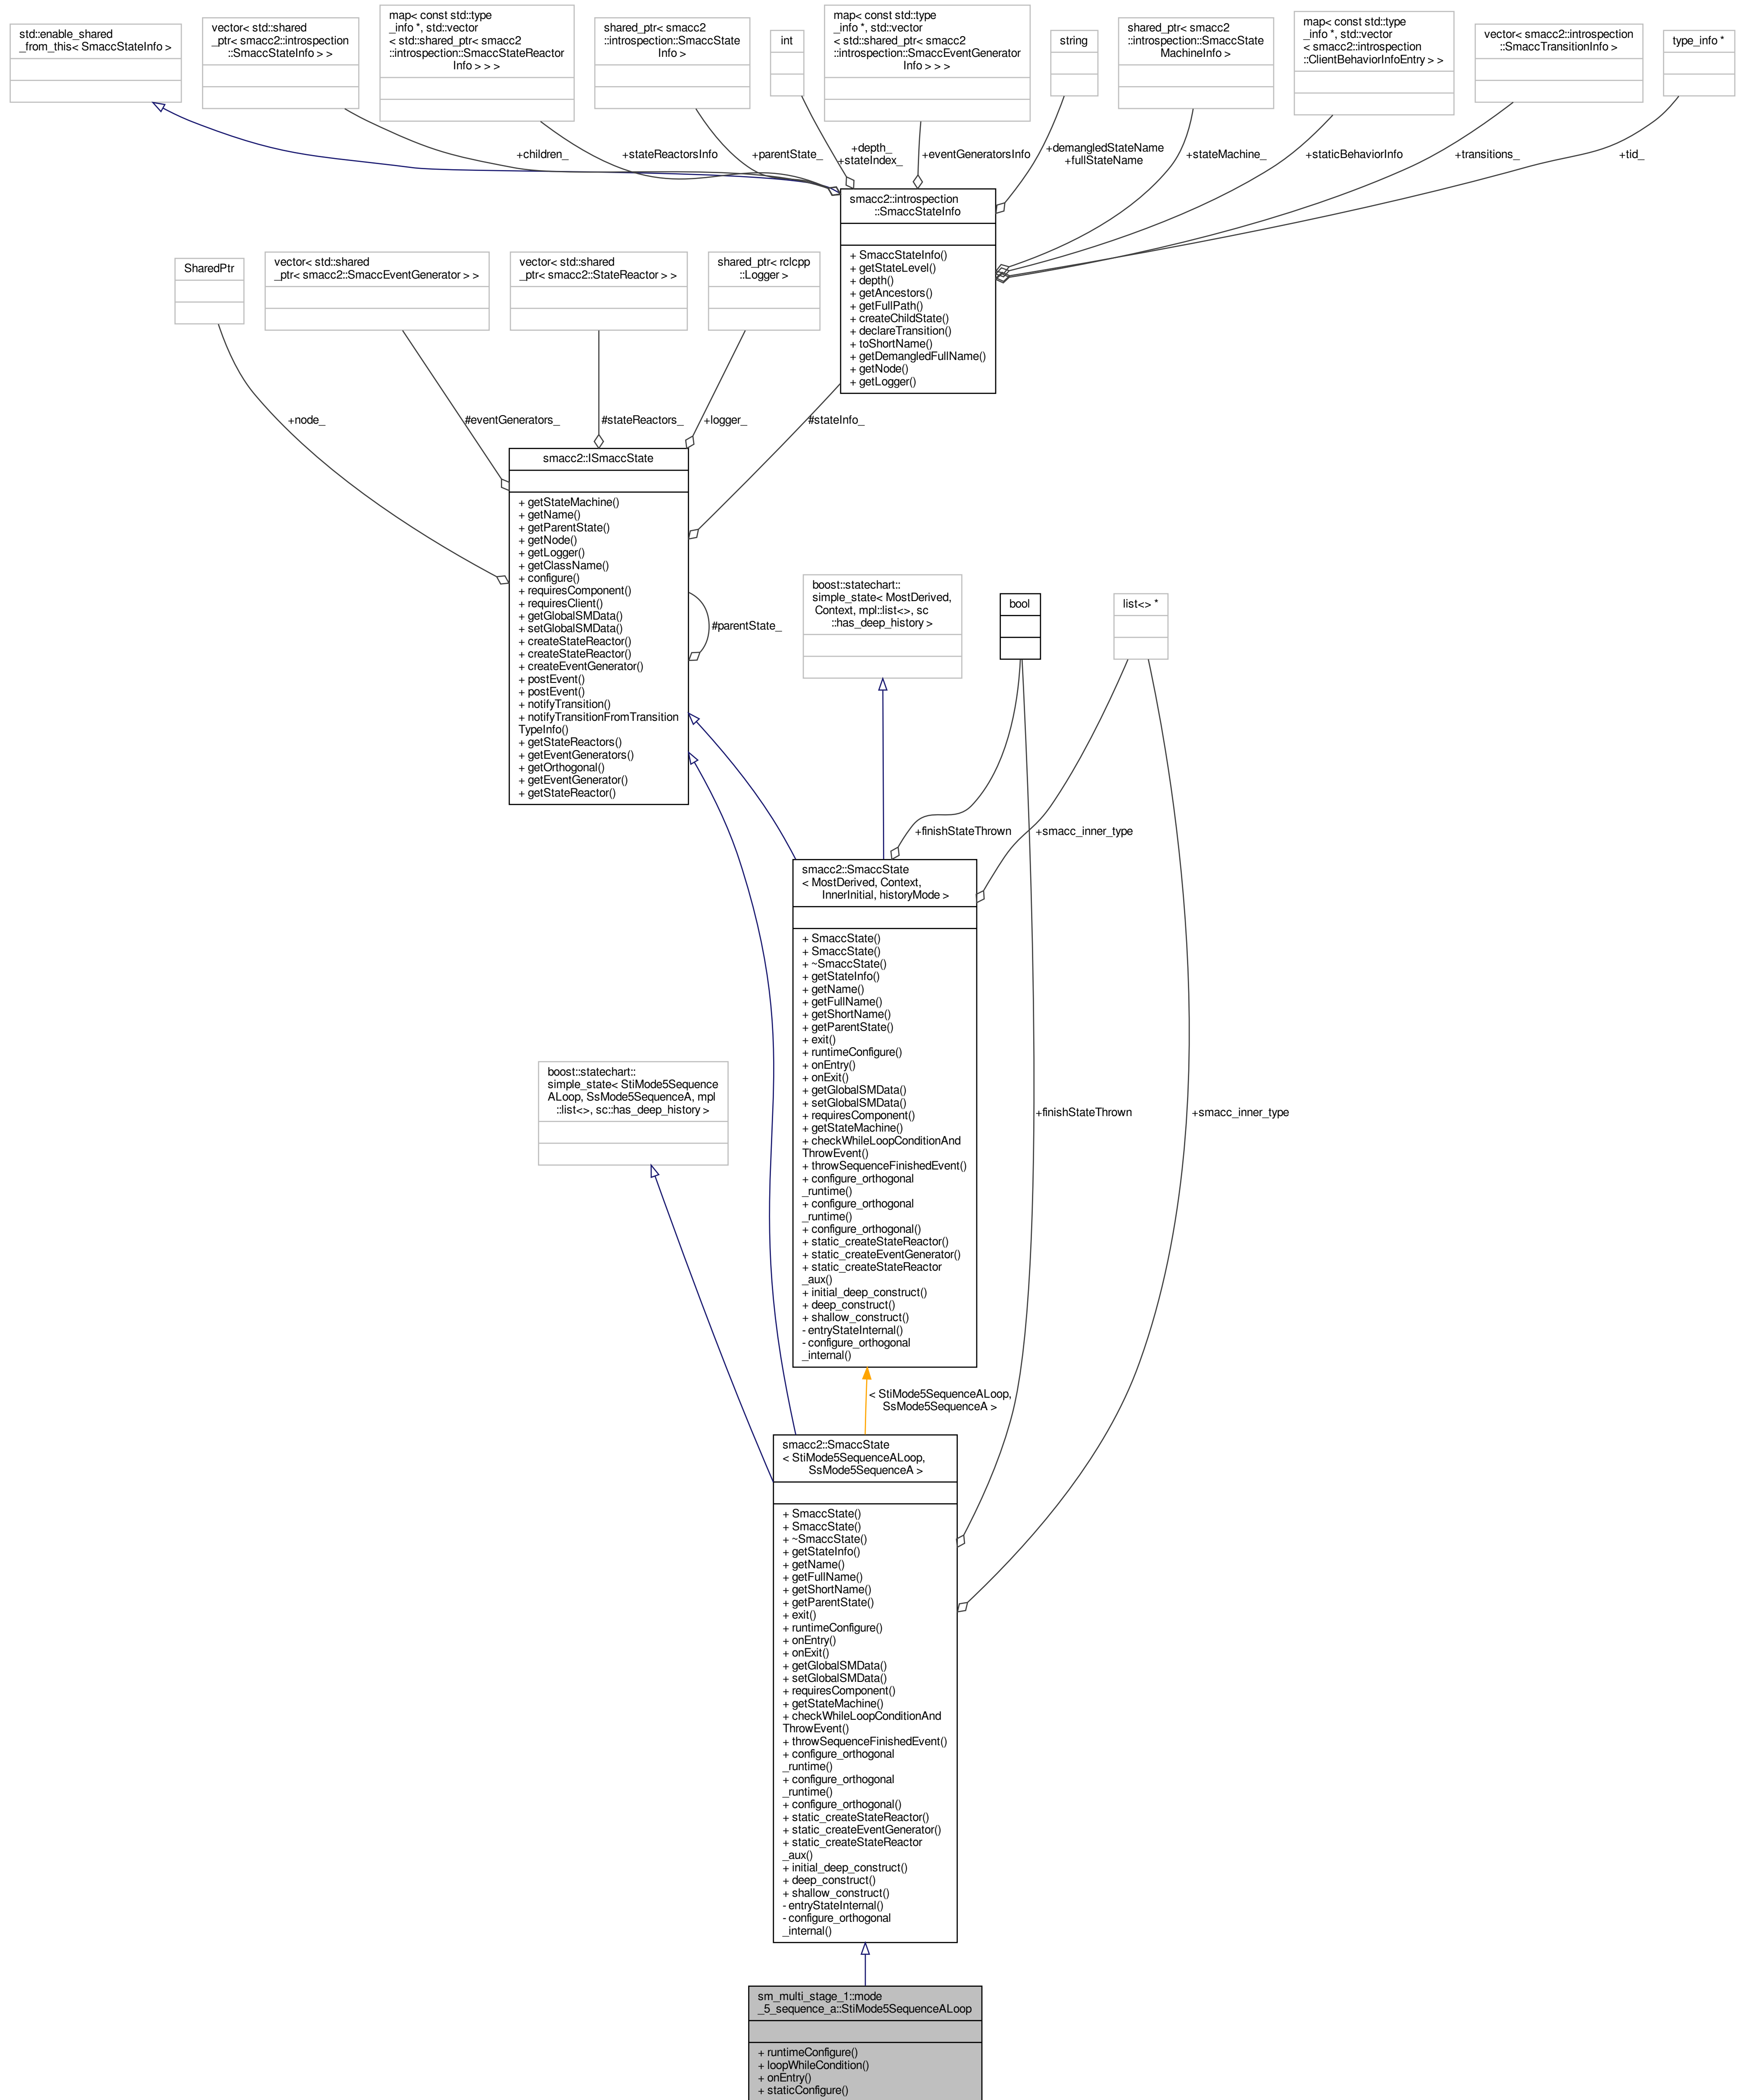 std::enable_shared
_from_this< SmaccStateInfo >
vector< std::shared
_ptr< smacc2::introspection
::SmaccStateInfo > >
map< const std::type
_info *, std::vector
< std::shared_ptr< smacc2
::introspection::SmaccStateReactor
Info > > >
shared_ptr< smacc2
::introspection::SmaccState
Info >
int
map< const std::type
_info *, std::vector
< std::shared_ptr< smacc2
::introspection::SmaccEventGenerator
Info > > >
string
shared_ptr< smacc2
::introspection::SmaccState
MachineInfo >
map< const std::type
_info *, std::vector
< smacc2::introspection
::ClientBehaviorInfoEntry > >
vector< smacc2::introspection
::SmaccTransitionInfo >
type_info *
+children_
+stateReactorsInfo
+parentState_
+depth_
+stateIndex_
+eventGeneratorsInfo
+demangledStateName
+fullStateName
+stateMachine_
+staticBehaviorInfo
+transitions_
+tid_
smacc2::introspection
::SmaccStateInfo
+ SmaccStateInfo()
+ getStateLevel()
+ depth()
+ getAncestors()
+ getFullPath()
+ createChildState()
+ declareTransition()
+ toShortName()
+ getDemangledFullName()
+ getNode()
+ getLogger()
SharedPtr
vector< std::shared
_ptr< smacc2::SmaccEventGenerator > >
vector< std::shared
_ptr< smacc2::StateReactor > >
shared_ptr< rclcpp
::Logger >
+node_
#eventGenerators_
#stateReactors_
+logger_
#stateInfo_
smacc2::ISmaccState
+ getStateMachine()
+ getName()
+ getParentState()
+ getNode()
+ getLogger()
+ getClassName()
+ configure()
+ requiresComponent()
+ requiresClient()
+ getGlobalSMData()
+ setGlobalSMData()
+ createStateReactor()
+ createStateReactor()
+ createEventGenerator()
+ postEvent()
+ postEvent()
+ notifyTransition()
+ notifyTransitionFromTransition
TypeInfo()
+ getStateReactors()
+ getEventGenerators()
+ getOrthogonal()
+ getEventGenerator()
+ getStateReactor()
#parentState_
boost::statechart::
simple_state< MostDerived,
Context, mpl::list<>, sc
::has_deep_history >
bool
list<> *
+finishStateThrown
+smacc_inner_type
smacc2::SmaccState
< MostDerived, Context,
InnerInitial, historyMode >
+ SmaccState()
+ SmaccState()
+ ~SmaccState()
+ getStateInfo()
+ getName()
+ getFullName()
+ getShortName()
+ getParentState()
+ exit()
+ runtimeConfigure()
+ onEntry()
+ onExit()
+ getGlobalSMData()
+ setGlobalSMData()
+ requiresComponent()
+ getStateMachine()
+ checkWhileLoopConditionAnd
ThrowEvent()
+ throwSequenceFinishedEvent()
+ configure_orthogonal
_runtime()
+ configure_orthogonal
_runtime()
+ configure_orthogonal()
+ static_createStateReactor()
+ static_createEventGenerator()
+ static_createStateReactor
_aux()
+ initial_deep_construct()
+ deep_construct()
+ shallow_construct()
- entryStateInternal()
- configure_orthogonal
_internal()
boost::statechart::
simple_state< StiMode5Sequence
ALoop, SsMode5SequenceA, mpl
::list<>, sc::has_deep_history >
+finishStateThrown
+smacc_inner_type
< StiMode5SequenceALoop,
SsMode5SequenceA >
smacc2::SmaccState
< StiMode5SequenceALoop,
SsMode5SequenceA >
+ SmaccState()
+ SmaccState()
+ ~SmaccState()
+ getStateInfo()
+ getName()
+ getFullName()
+ getShortName()
+ getParentState()
+ exit()
+ runtimeConfigure()
+ onEntry()
+ onExit()
+ getGlobalSMData()
+ setGlobalSMData()
+ requiresComponent()
+ getStateMachine()
+ checkWhileLoopConditionAnd
ThrowEvent()
+ throwSequenceFinishedEvent()
+ configure_orthogonal
_runtime()
+ configure_orthogonal
_runtime()
+ configure_orthogonal()
+ static_createStateReactor()
+ static_createEventGenerator()
+ static_createStateReactor
_aux()
+ initial_deep_construct()
+ deep_construct()
+ shallow_construct()
- entryStateInternal()
- configure_orthogonal
_internal()
sm_multi_stage_1::mode
_5_sequence_a::StiMode5SequenceALoop
+ runtimeConfigure()
+ loopWhileCondition()
+ onEntry()
+ staticConfigure()